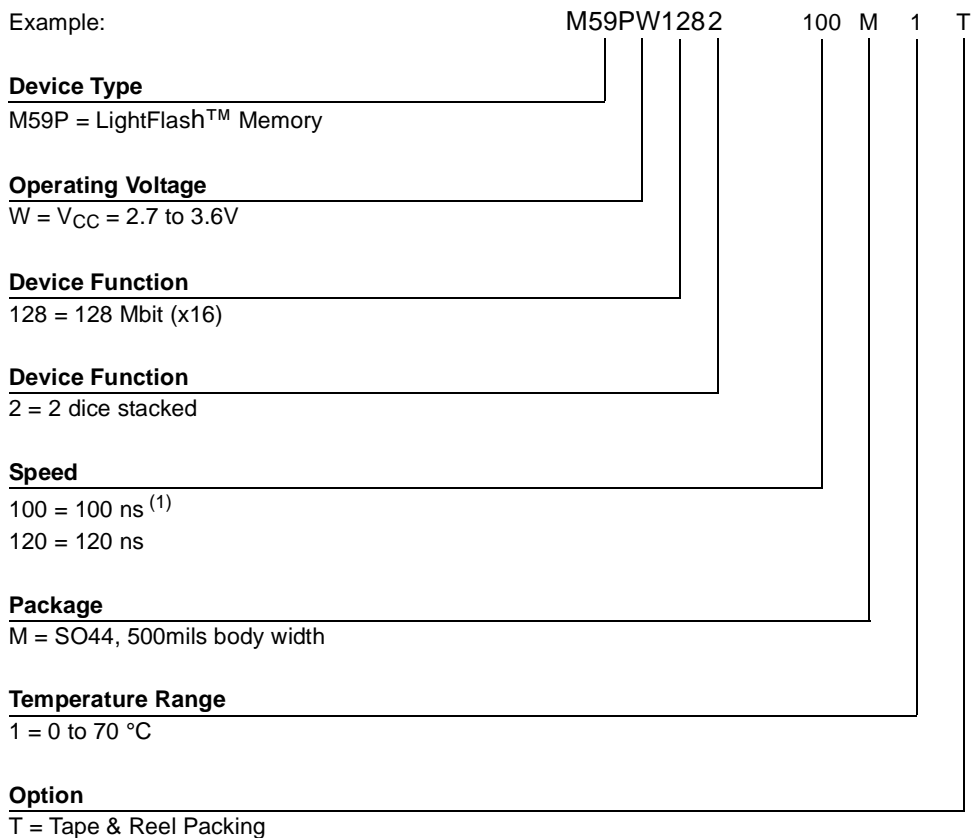 Example: M59PW1282 100 M 1 T
Device Type
M59P = LightFlash™ Memory
Operating Voltage
W = VCC = 2.7 to 3.6V
Device Function
128 = 128 Mbit (x16)
Device Function
2 = 2 dice stacked
Speed
100 = 100 ns (1)
120 = 120 ns
Package
M = SO44, 500mils body width
Temperature Range
1 = 0 to 70 °C
Option
T = Tape & Reel Packing